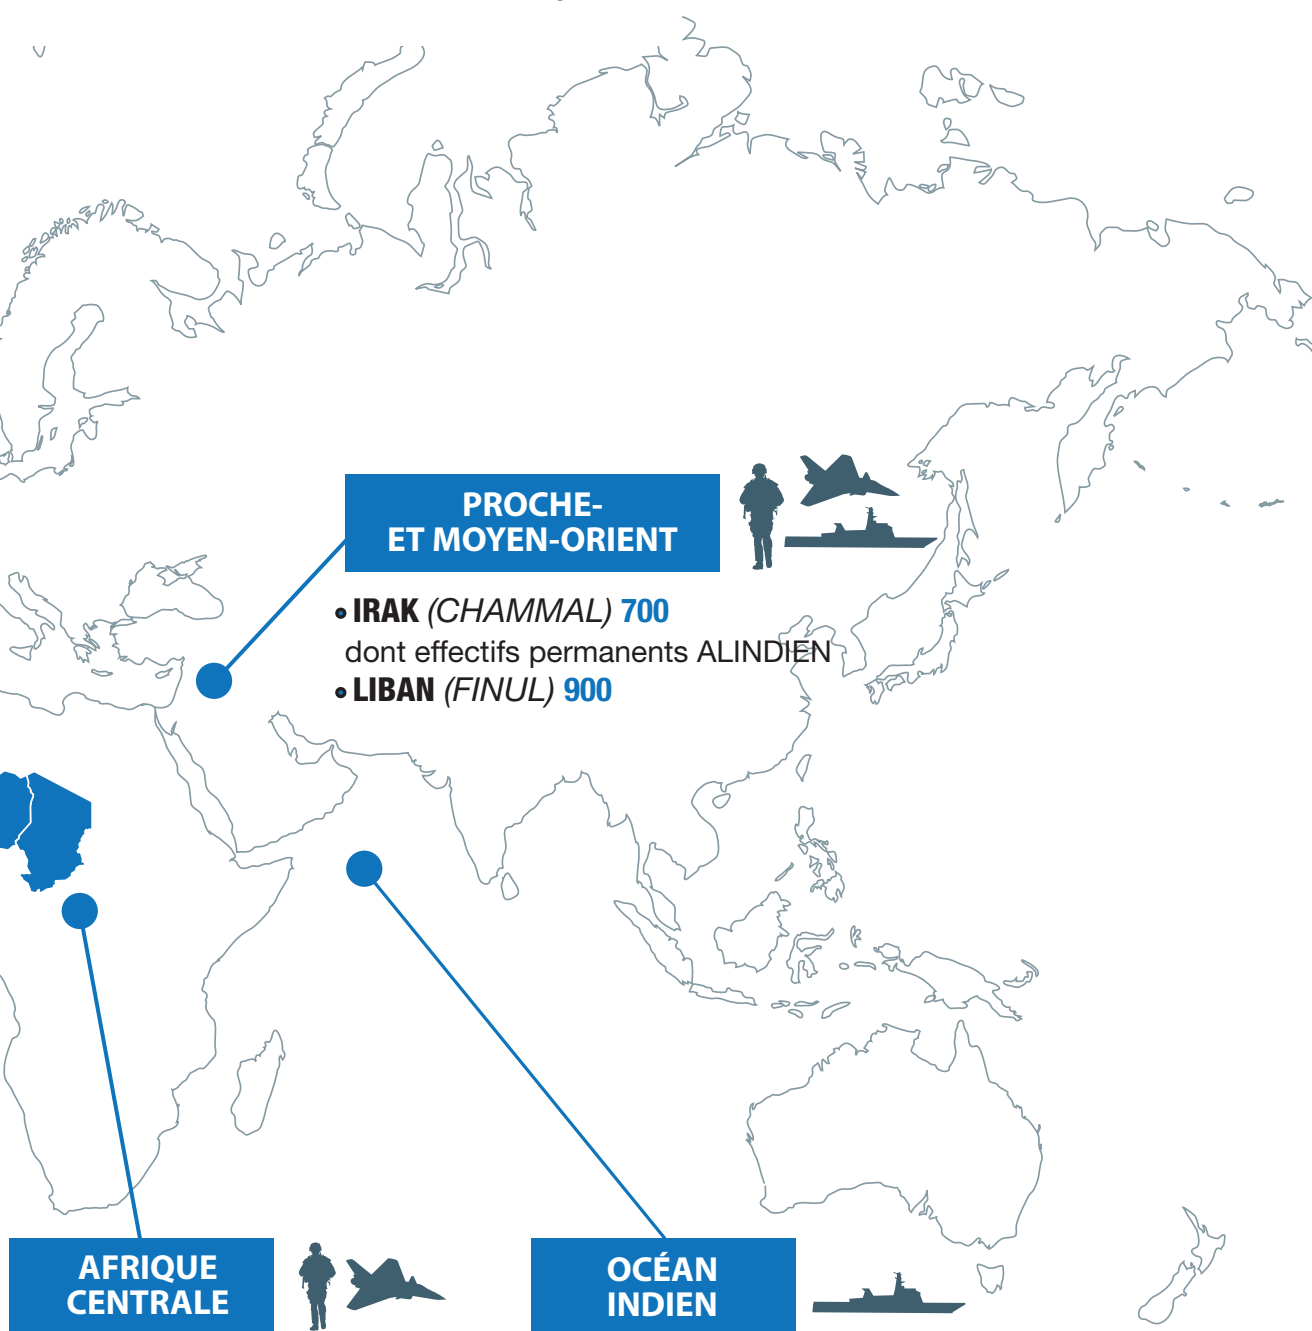 PROCHE-
ET MOYEN-ORIENT
• IRAK (CHAMMAL) 700
dont effectifs permanents ALINDIEN
• LIBAN (FINUL) 900
AFRIQUE
CENTRALE
OCÉAN
INDIEN